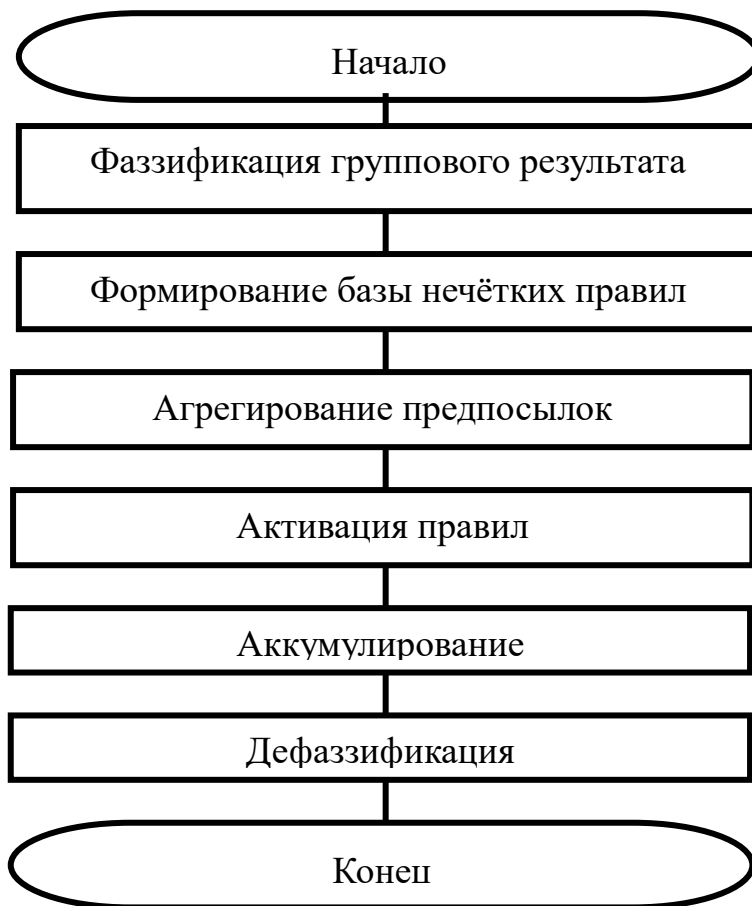 Начало
Фаззификация группового результата
Формирование базы нечётких правил
Агрегирование предпосылок
Активация правил
Аккумулирование
Дефаззификация
Конец